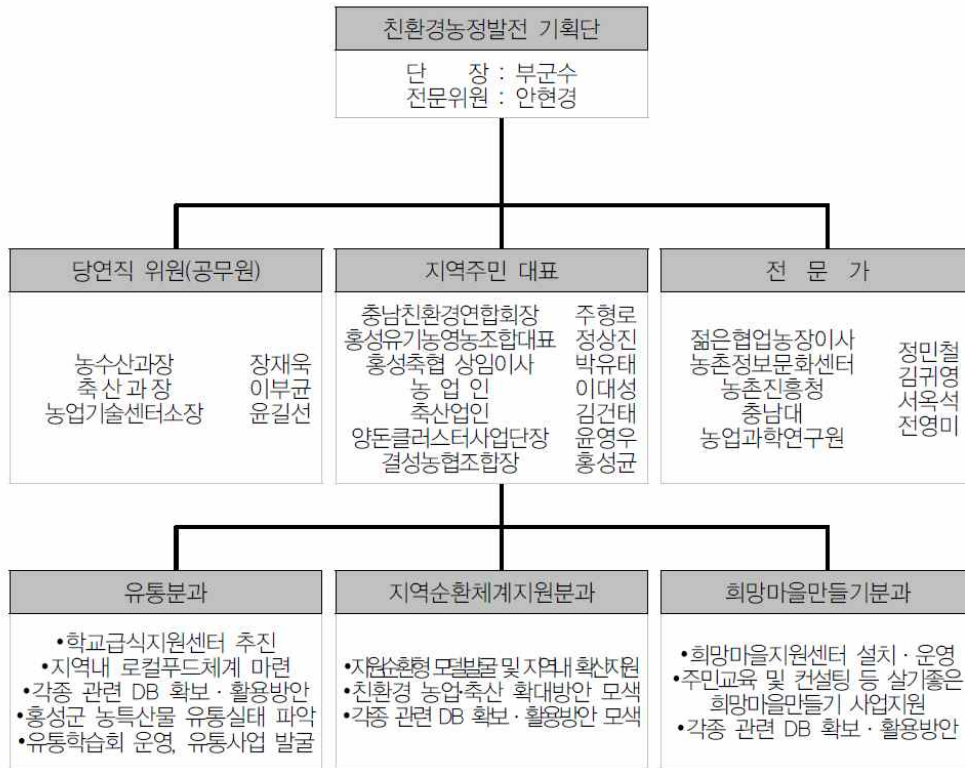 친환경농정발전 기획단
단 장 : 부군수
전문위원 : 안현경
당연직 위원(공무원)
농수산과장 장재욱
축산과장 이부균
농업기술센터소장 윤길선
지역주민 대표
충남친환경연합회장 주형로
홍성유기농영농조합대표 정상진
홍성축협 상임이사 박유태
농 업 인 이대성
축산업인 김건태
양돈클러스터사업단장 윤영우
결성농협조합장 홍성균
전 문 가
젊은협업농장이사
농촌정보문화센터
농촌진흥청
충남대
농업과학연구원
정민철
김귀영
서옥석
전영미
유통분과
•학교급식지원센터 추진
•지역내 로컬푸드체계 마련
•각종 관련 DB 확보·활용방안
•홍성군 농특산물 유통실태 파악
•유통학습회 운영, 유통사업 발굴
지역순환체계지원분과
•자원순환형 모델발굴 및 지역내 확산지원
•친환경 농업·축산 확대방안 모색
•각종 관련 DB 확보·활용방안 모색
희망마을만들기분과
•희망마을지원센터 설치·운영
•주민교육 및 컨설팅 등 살기좋은
희망마을만들기 사업지원
•각종 관련 DB 확보·활용방안